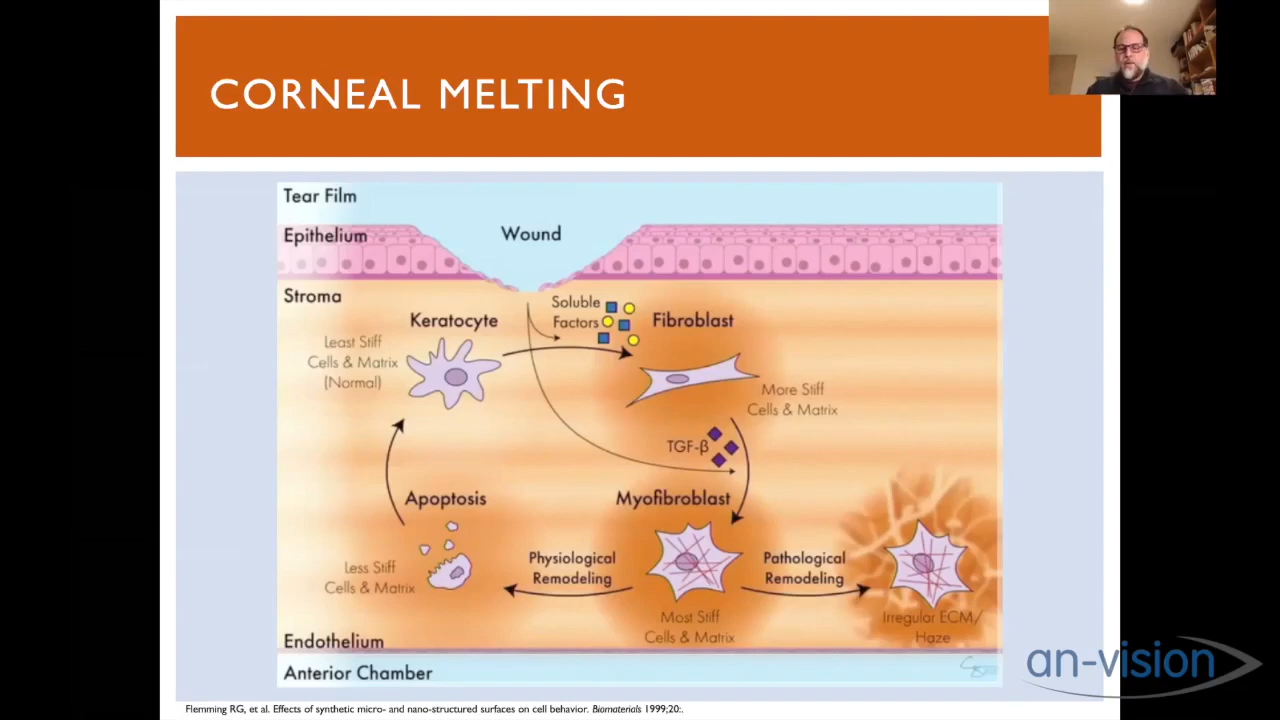 CORNEAL MELTING
Tear Film
Epithelium
Wound
Stroma
Soluble
Factors
Keratocyte
Fibroblast
Least Stiff
Cells & Matrix
(Normal)
More Stiff
Cells & Matrix
TGF-β
Apoptosis
Myofibroblast
Less Stiff
Cells & Matrix
Physiological
Remodeling
Pathological
Remodeling
Most Stiff
Cells & Matrix
Irregular ECM/
Haze
Endothelium
Anterior Chamber
an-vision
Flemming RG, et al. Effects of synthetic micro- and nano-structured surfaces on cell behavior. Biomaterials 1999;20:.